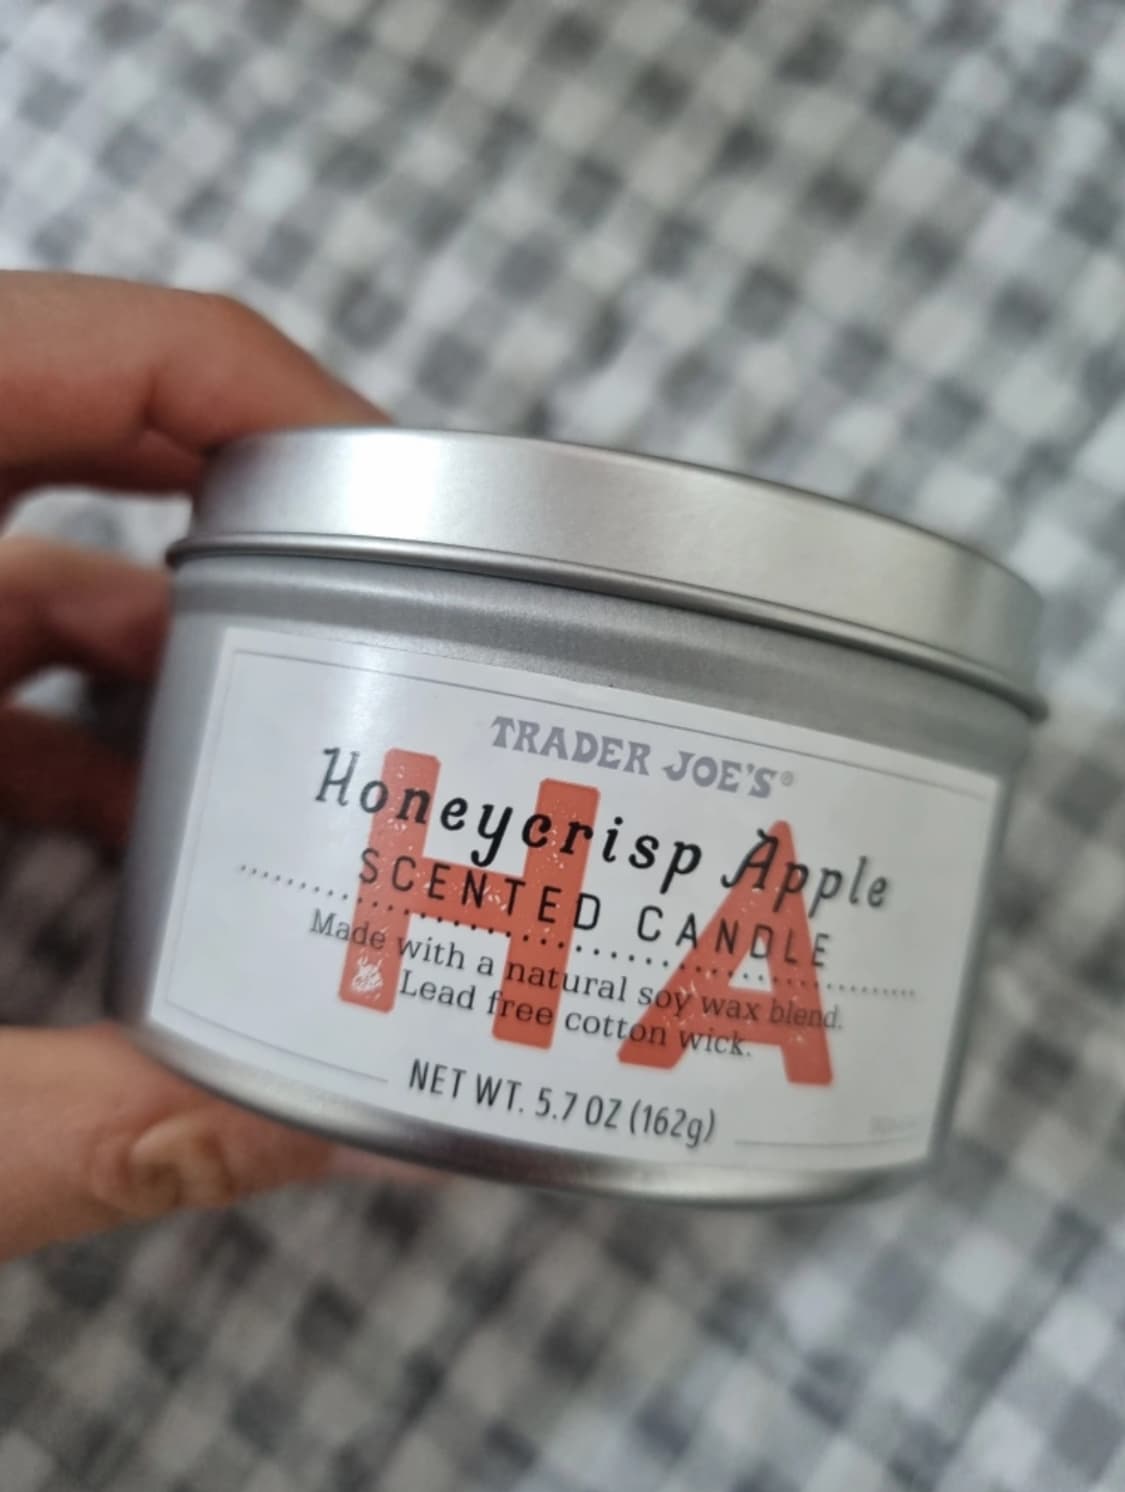 TRADER JOE'S®
Honeycrisp Apple
SCENTED CANDLE
Made with a natural soy wax blend.
Lead free cotton wick.
HA
NET WT. 5.7 OZ (162g)